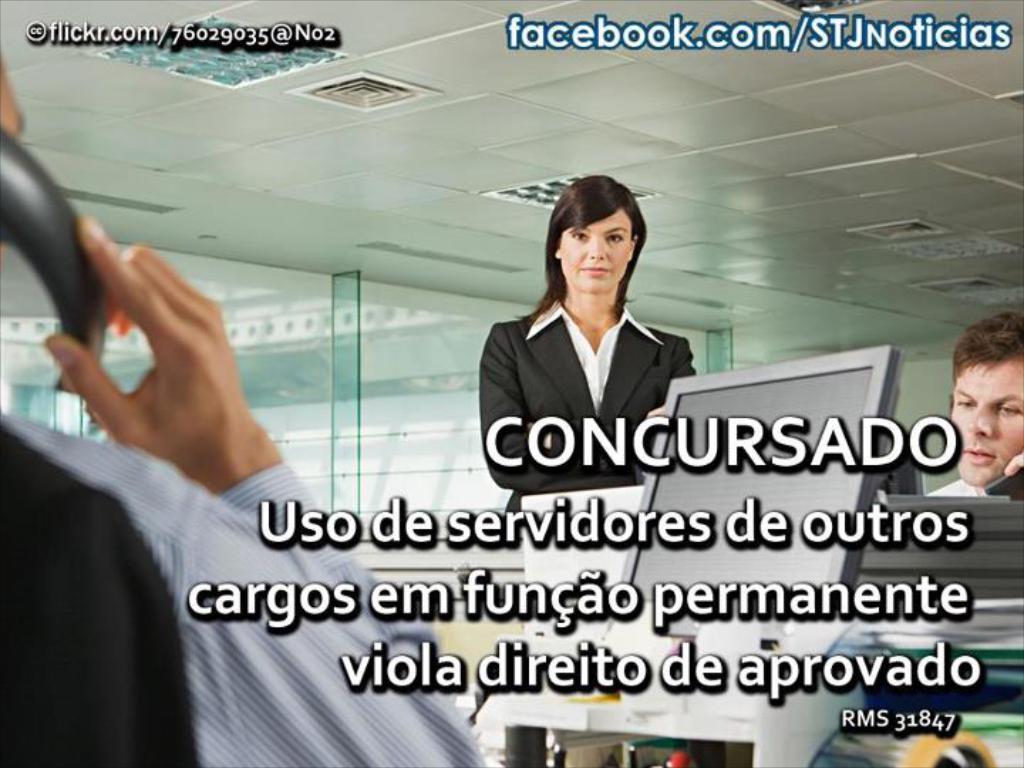 flickr.com/76029035@N02
facebook.com/STJNoticias
CONCURSADO
Uso de servidores de outros
cargos em função permanente
viola direito de aprovado
RMS 31847